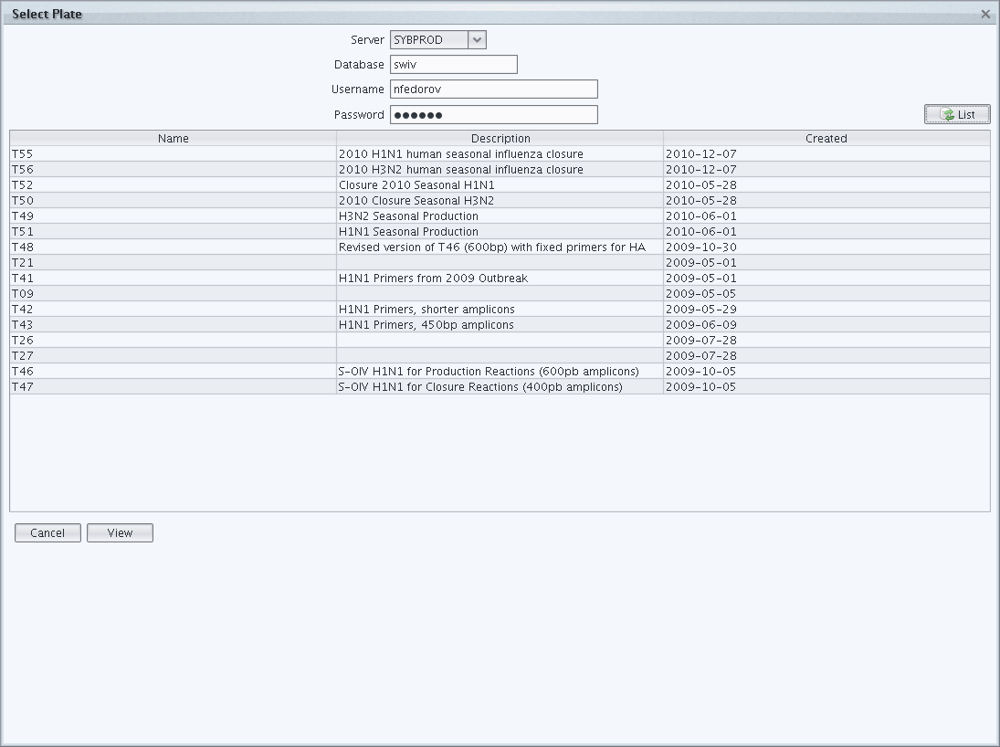 Select Plate
Server SYBPROD
Database swiv
Username nfedorov
Password ●●●●●●
List
Name Description Created
T55 2010 H1N1 human seasonal influenza closure 2010-12-07
T56 2010 H3N2 human seasonal influenza closure 2010-12-07
T52 Closure 2010 Seasonal H1N1 2010-05-28
T50 2010 Closure Seasonal H3N2 2010-05-28
T49 H3N2 Seasonal Production 2010-06-01
T51 H1N1 Seasonal Production 2010-06-01
T48 Revised version of T46 (600bp) with fixed primers for HA 2009-10-30
T21 2009-05-01
T41 H1N1 Primers from 2009 Outbreak 2009-05-01
T09 2009-05-05
T42 H1N1 Primers, shorter amplicons 2009-05-29
T43 H1N1 Primers, 450bp amplicons 2009-06-09
T26 2009-07-28
T27 2009-07-28
T46 S-OIV H1N1 for Production Reactions (600pb amplicons) 2009-10-05
T47 S-OIV H1N1 for Closure Reactions (400pb amplicons) 2009-10-05
Cancel View